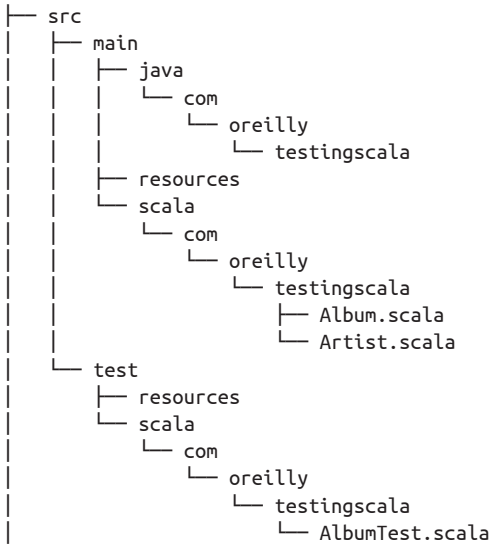 ├── src
│   ├── main
│   │   ├── java
│   │   │   └── com
│   │   │       └── oreilly
│   │   │           └── testingscala
│   │   ├── resources
│   │   └── scala
│   │       └── com
│   │           └── oreilly
│   │               └── testingscala
│   │                   ├── Album.scala
│   │                   └── Artist.scala
│   └── test
│       ├── resources
│       └── scala
│           └── com
│               └── oreilly
│                   └── testingscala
│                       └── AlbumTest.scala